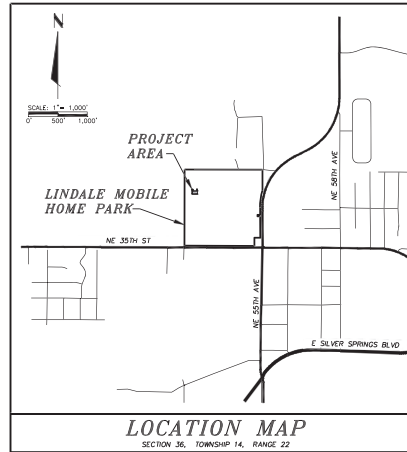 N
SCALE: 1"= 1,000'
0' 500' 1,000'
PROJECT
AREA
LINDALE MOBILE
HOME PARK
NE 35TH ST
NE 58TH AVE
NE 55TH AVE
E SILVER SPRINGS BLVD
LOCATION MAP
SECTION 36, TOWNSHIP 14, RANGE 22